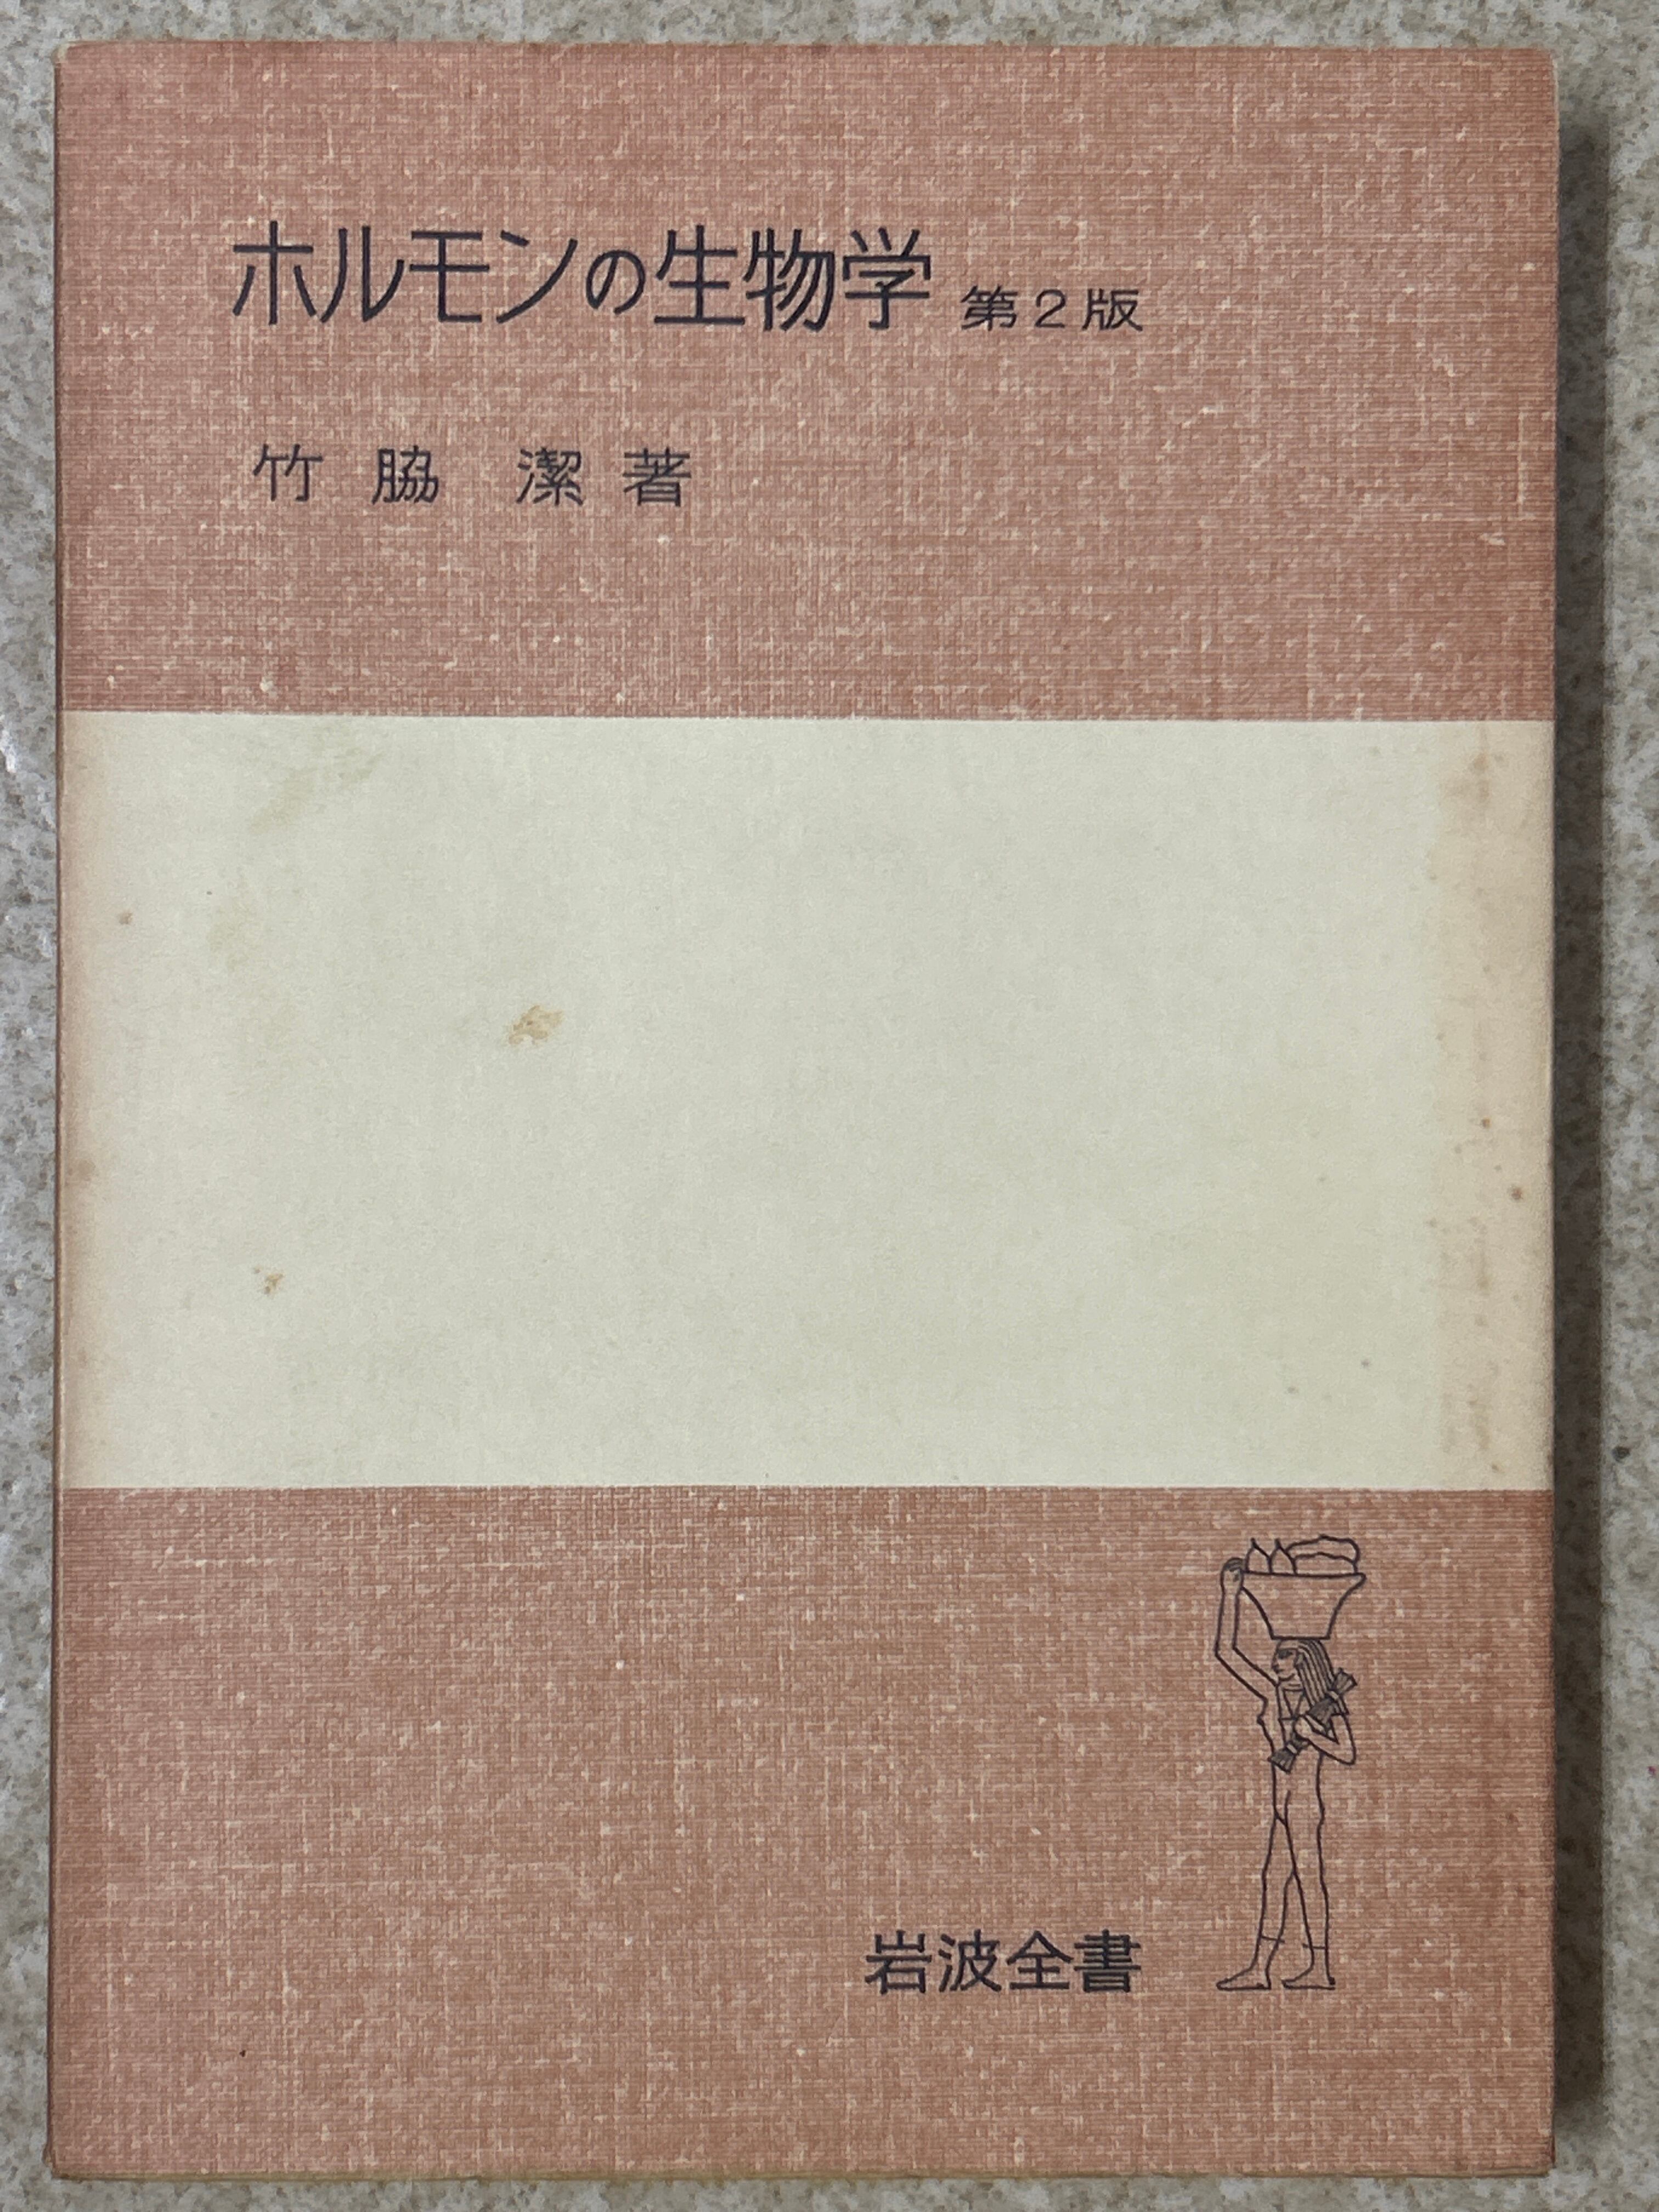 ホルモンの生物学 第2版
竹脇 潔 著
岩波全書